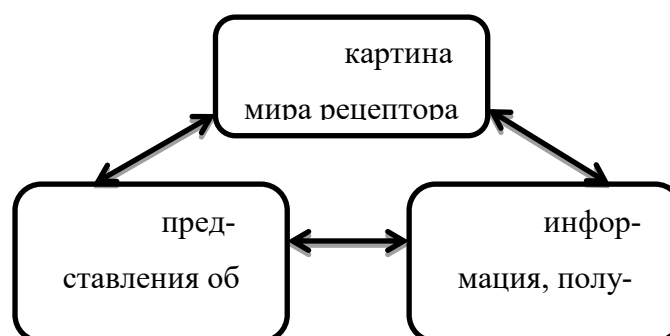 картина
мира рецептора
пред-
ставления об
инфор-
мация, полу-